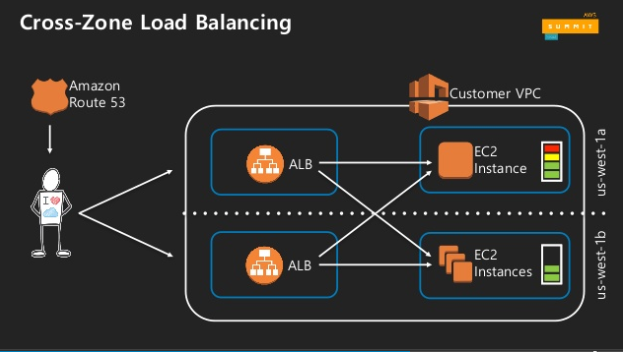 Cross-Zone Load Balancing
aws
SUMMIT
Amazon
Route 53
Customer VPC
ALB
EC2
Instance
us-west-1a
I
ALB
EC2
Instances
us-west-1b